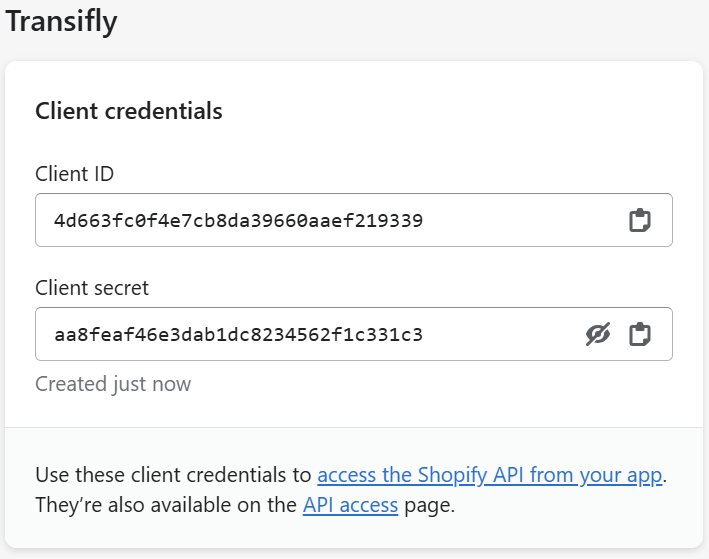 Transifly
Client credentials
Client ID
4d663fc0f4e7cb8da39660aaef219339
Client secret
aa8feaf46e3dab1dc8234562f1c331c3
Created just now
Use these client credentials to access the Shopify API from your app.
They’re also available on the API access page.